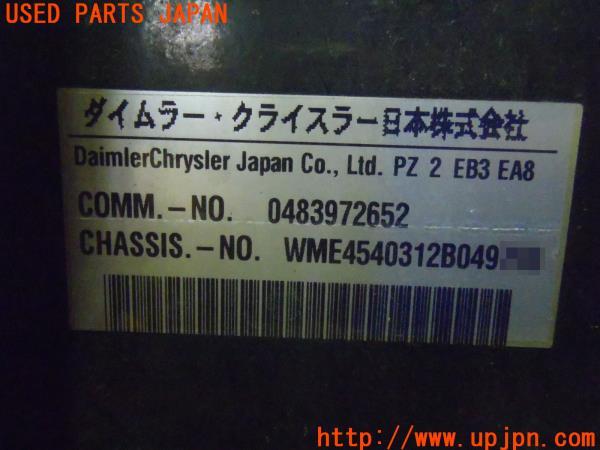 USED PARTS JAPAN
ダイムラー・クライスラー日本株式会社
DaimlerChrysler Japan Co., Ltd. PZ 2 EB3 EA8
COMM.-NO. 0483972652
CHASSIS.-NO. WME4540312B049
http://www.upjpn.com